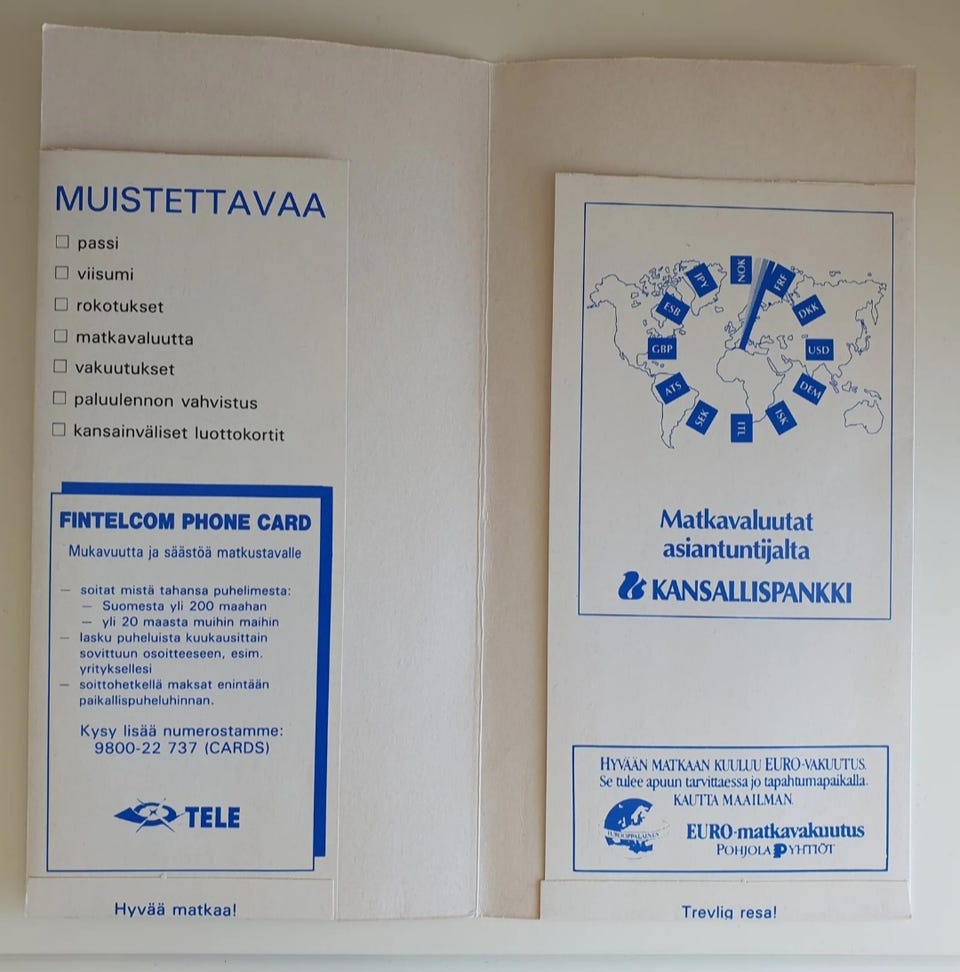 MUISTETTAVAA
passi
viisumi
rokotukset
matkavaluutta
vakuutukset
paluulennon vahvistus
kansainväliset luottokortit
FINTELCOM PHONE CARD
Mukavuutta ja säästöä matkustavalle
— soitat mistä tahansa puhelimesta:
— Suomesta yli 200 maahan
— yli 20 maasta muihin maihin
— lasku puheluista kuukausittain
sovittuun osoitteeseen, esim.
yrityksellesi
— soittohetkellä maksat enintään
paikallispuheluhinnan.
Kysy lisää numerostamme:
9800-22 737 (CARDS)
TELE
Hyvää matkaa!
NOK
FRF
DKK
USD
DEM
ISK
ITL
SEK
ATS
GBP
ESB
JPY
Matkavaluutat
asiantuntijalta
KANSALLISPANKKI
HYVÄÄN MATKAAN KUULUU EURO-VAKUUTUS.
Se tulee apuun tarvittaessa jo tapahtumapaikalla.
KAUTTA MAAILMAN.
EUROOPPALAINEN
EURO-matkavakuutus
POHJOLA YHTIÖT
Trevlig resa!